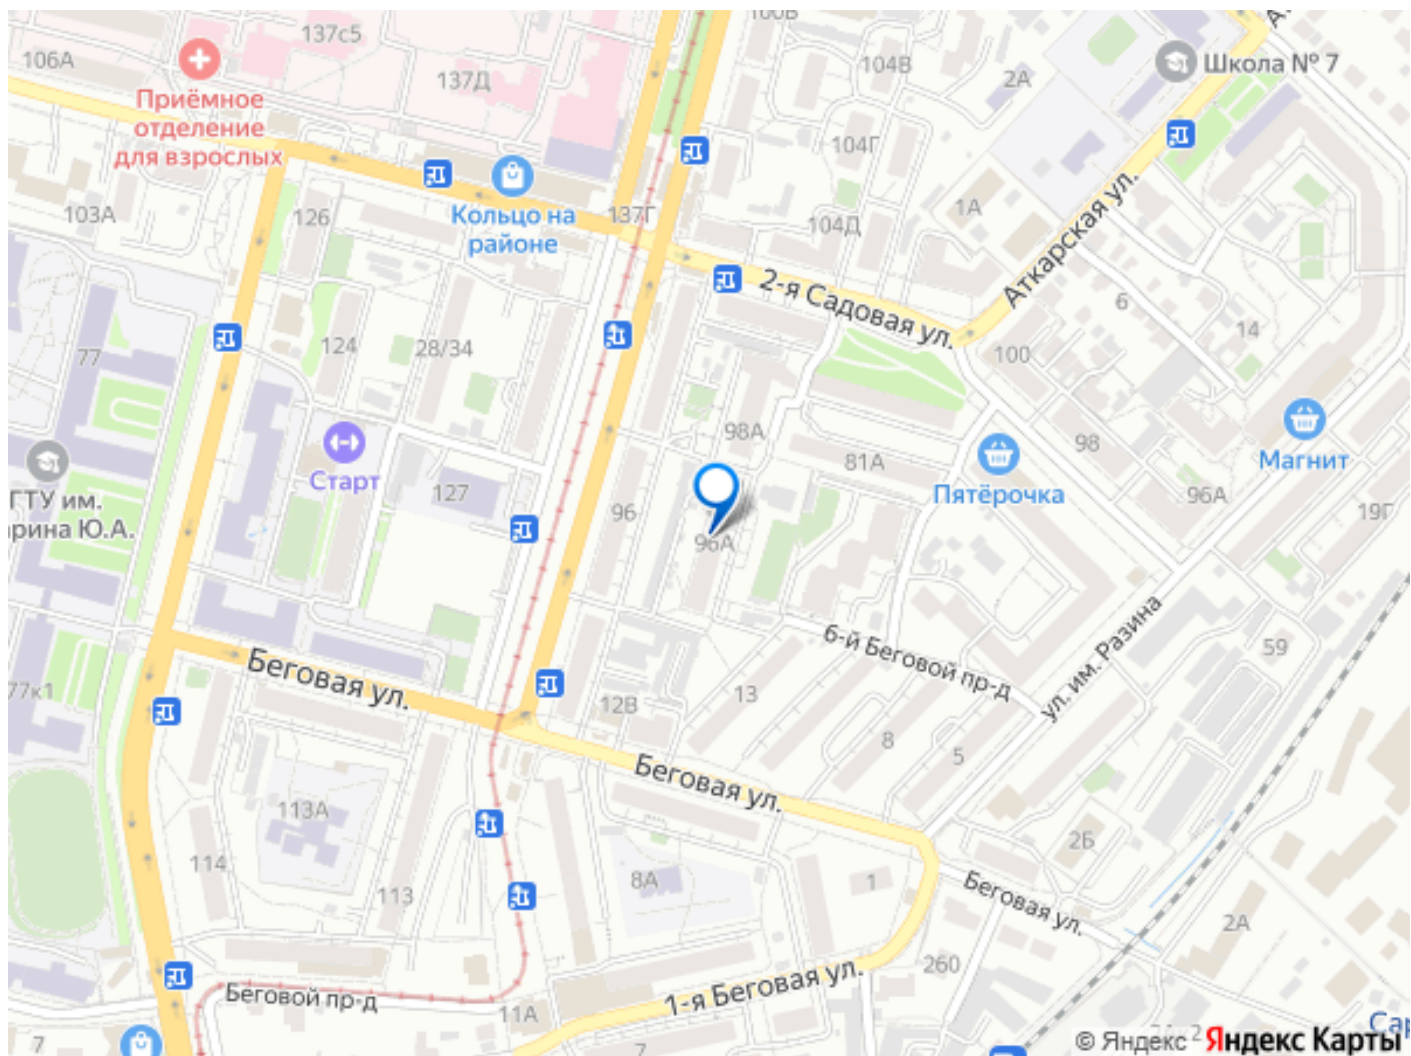 100В
137с5
106А
Школа № 7
104В
2А
137Д
Приёмное
отделение
для взрослых
104Г
103А
126
Кольцо на
районе
137Г
104Д
1А
Аткарская ул.
2-я Садовая ул.
6
14
77
124
28/34
100
98А
98
81А
Магнит
Старт
127
Пятёрочка
96А
19Г
ГТУ им.
арина Ю.А.
96
96А
6-й Беговой пр-д
ул. им. Разина
59
Беговая ул.
77к1
12В
13
8
5
Беговая ул.
113А
114
113
8А
1
2Б
Беговая ул.
2А
260
Беговой пр-д
11А
1-я Беговая ул.
7
7
Сар
© Яндекс
Яндекс Карты